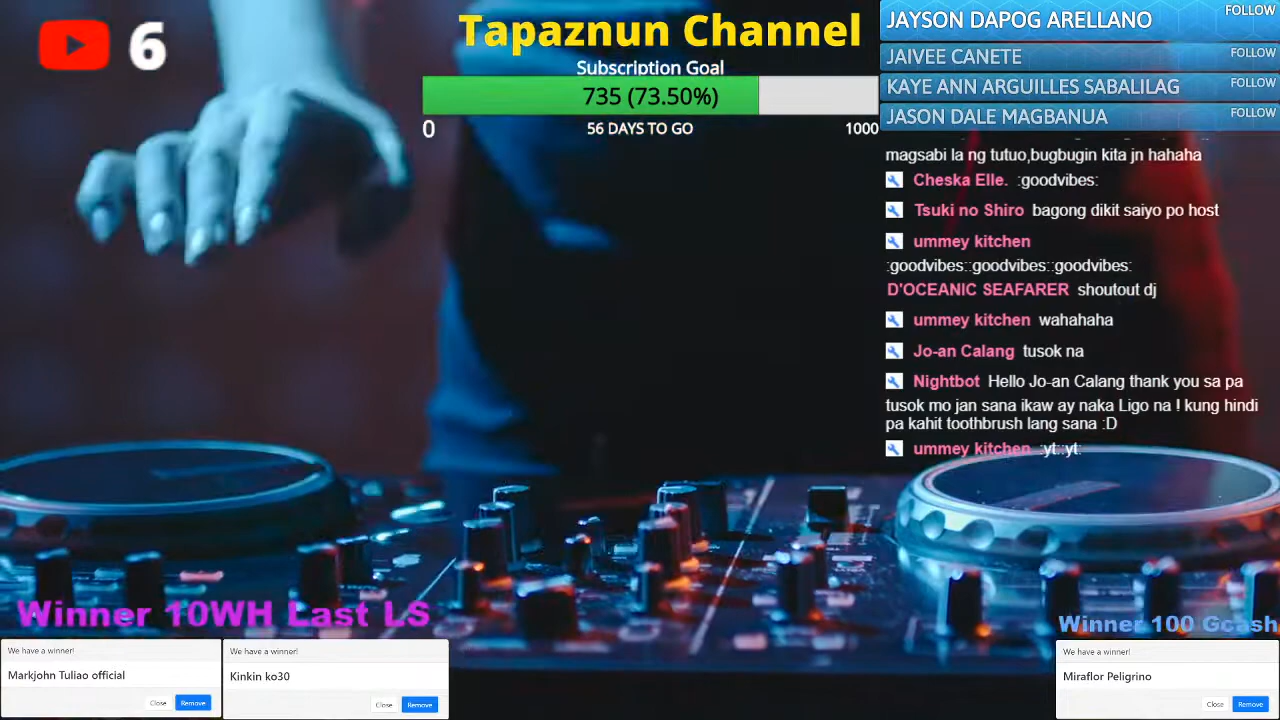 6
Tapaznun Channel
Subscription Goal
735 (73.50%)
0
56 DAYS TO GO
1000
JAYSON DAPOG ARELLANO FOLLOW
JAIVEE CANETE FOLLOW
KAYE ANN ARGUILLES SABALILAG FOLLOW
JASON DALE MAGBANUA FOLLOW
magsabi la ng tutuo,bugbugin kita jn hahaha
Cheska Elle. :goodvibes:
Tsuki no Shiro bagong dikit saiyo po host
ummey kitchen
:goodvibes::goodvibes::goodvibes:
D'OCEANIC SEAFARER shoutout dj
ummey kitchen wahahaha
Jo-an Calang tusok na
Nightbot Hello Jo-an Calang thank you sa pa
tusok mo jan sana ikaw ay naka Ligo na ! kung hindi
pa kahit toothbrush lang sana :D
ummey kitchen :yt::yt:
Winner 10WH Last LS
We have a winner!
Markjohn Tuliao official
Close Remove
We have a winner!
Kinkin ko30
Close Remove
Winner 100 Gcash
We have a winner!
Miraflor Peligrino
Close Remove